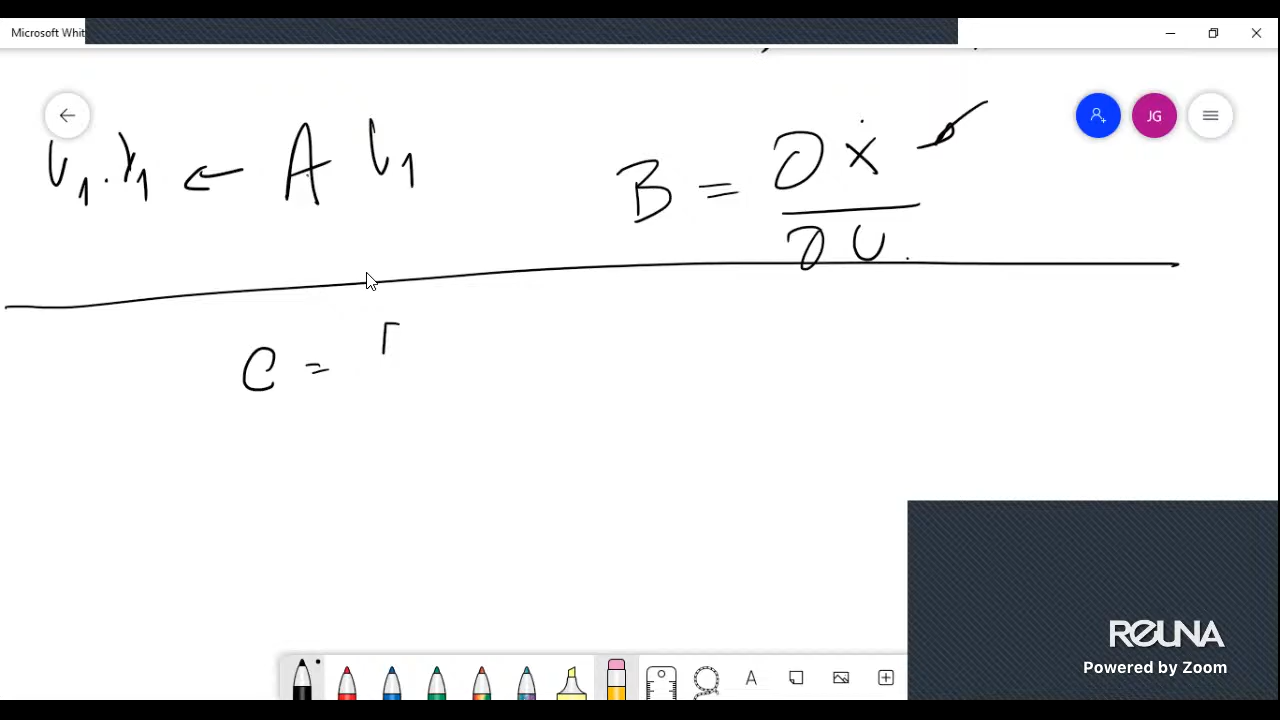 Microsoft Whit
JG
V₁.λ₁ ← A V₁
B = ∂ẋ / ∂U.
C = [
A
REUNA
Powered by Zoom